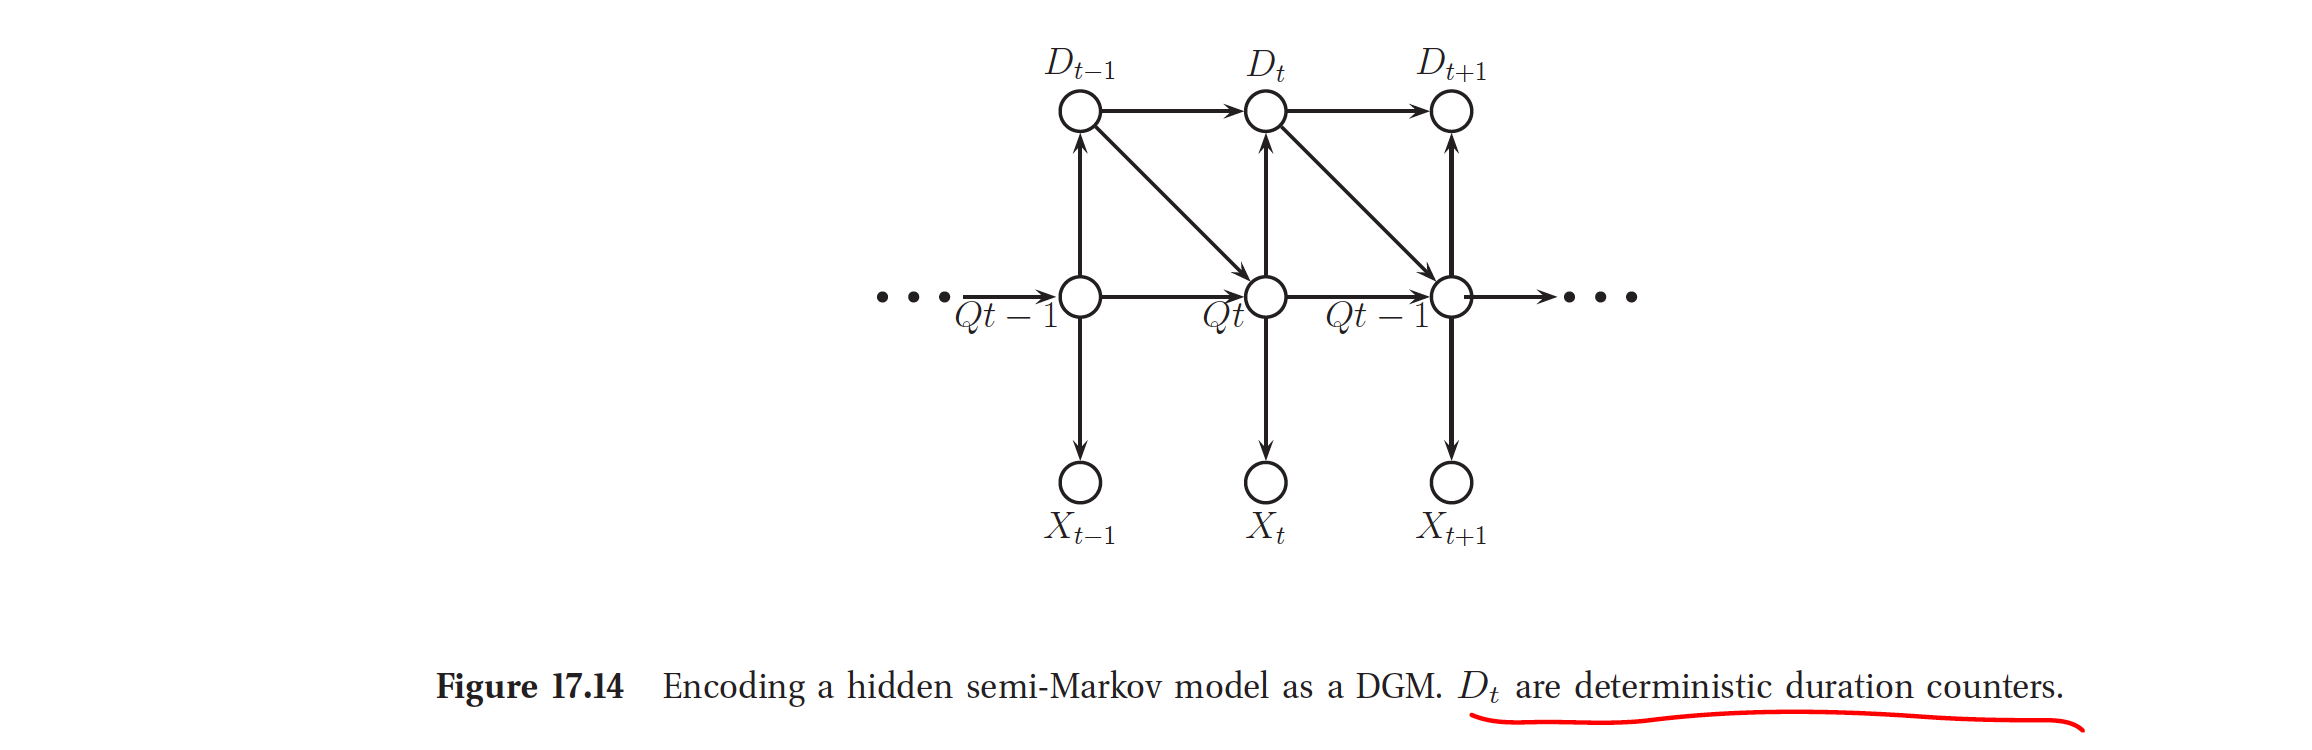 D_{t-1} D_t D_{t+1}
Qt − 1 Qt Qt − 1
X_{t-1} X_t X_{t+1}
Figure 17.14 Encoding a hidden semi-Markov model as a DGM. D_t are deterministic duration counters.